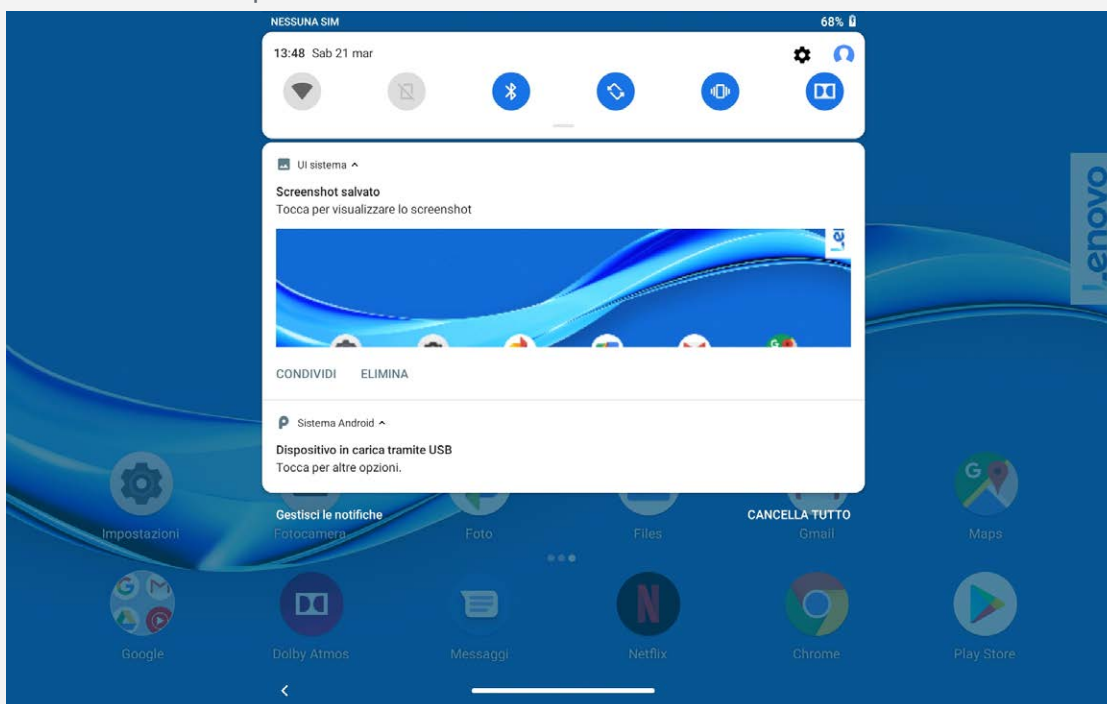 NESSUNA SIM 68%
13:48 Sab 21 mar
UI sistema
Screenshot salvato
Tocca per visualizzare lo screenshot
Len
CONDIVIDI ELIMINA
Sistema Android
Dispositivo in carica tramite USB
Tocca per altre opzioni.
Gestisci le notifiche CANCELLA TUTTO
Impostazioni Fotocamera Foto Files Gmail Maps
Google Dolby Atmos Messaggi Netflix Chrome Play Store
Lenovo